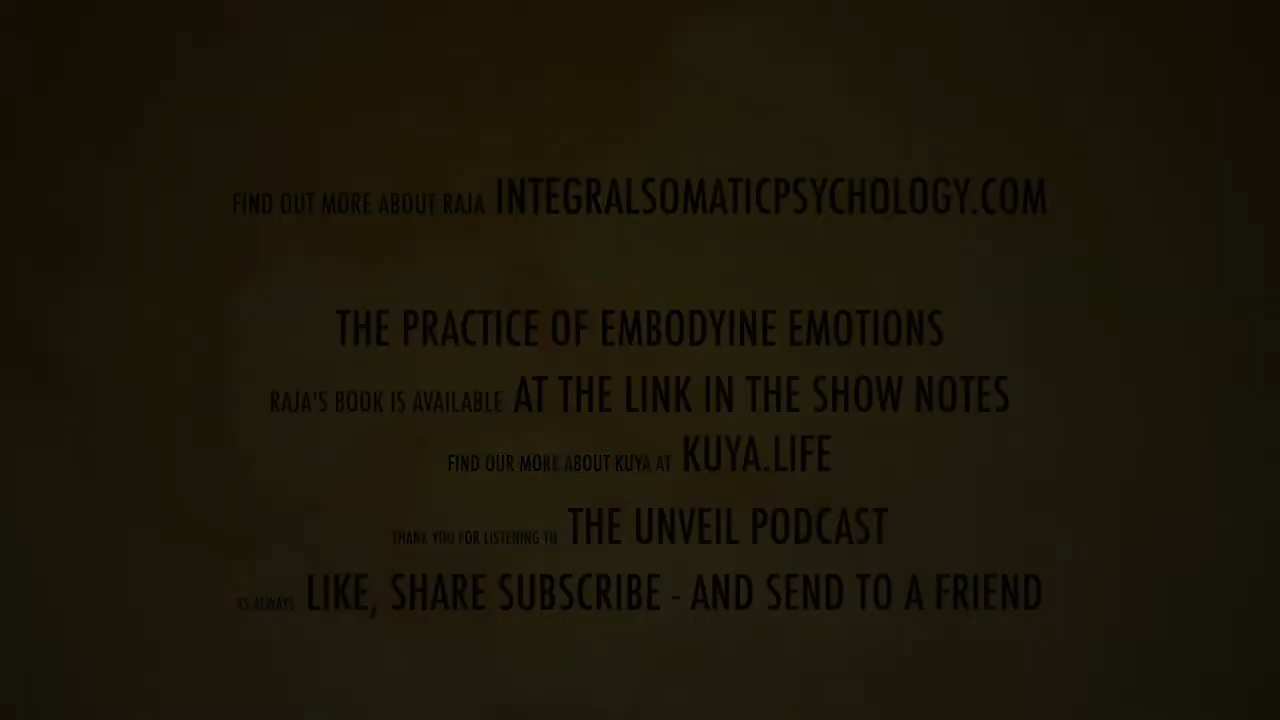 FIND OUT MORE ABOUT RAJA INTEGRALSOMATICPSYCHOLOGY.COM
THE PRACTICE OF EMBODYINE EMOTIONS
RAJA'S BOOK IS AVAILABLE AT THE LINK IN THE SHOW NOTES
FIND OUR MORE ABOUT KUYA AT KUYA.LIFE
THANK YOU FOR LISTENING TO THE UNVEIL PODCAST
AS ALWAYS LIKE, SHARE SUBSCRIBE - AND SEND TO A FRIEND